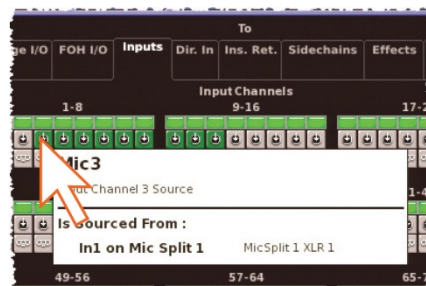 To
ge I/O FOH I/O Inputs Dir. In Ins. Ret. Sidechains Effects
Input Channels
1-8 9-16 17-2
Mic3
Input Channel 3 Source
1-4
Is Sourced From :
In1 on Mic Split 1 MicSplit 1 XLR 1
49-56 57-64 65-7